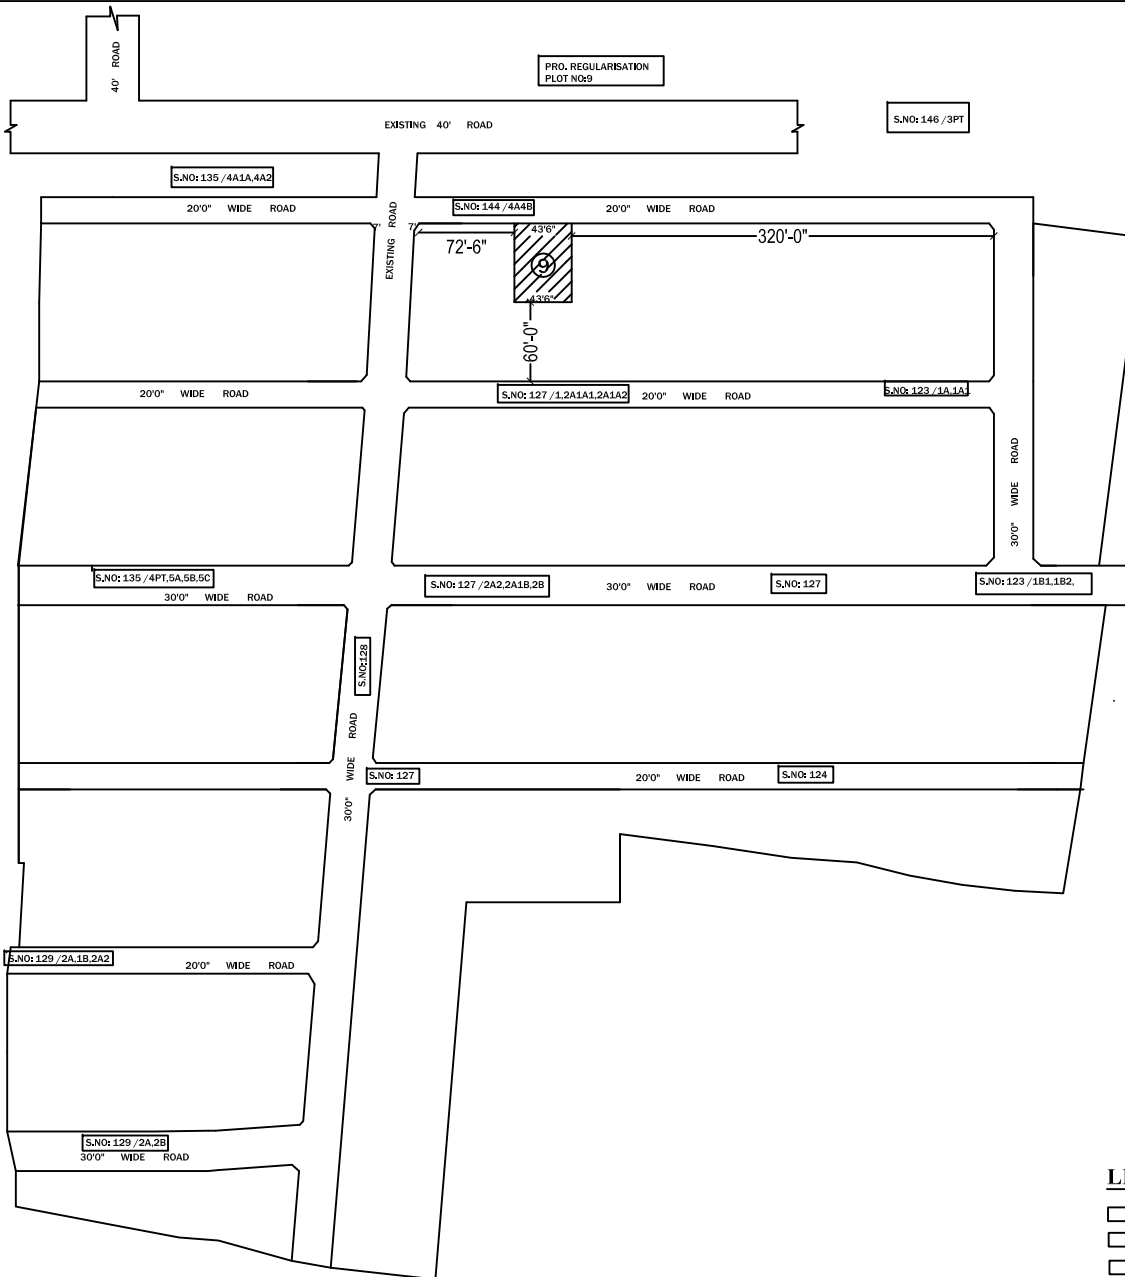 40' ROAD
PRO. REGULARISATION
PLOT NO:9
EXISTING 40' ROAD
S.NO: 146 /3PT
S.NO: 135 /4A1A,4A2
20'0" WIDE ROAD
S.NO: 144 /4A4B
20'0" WIDE ROAD
EXISTING ROAD
7'
7'
72'-6"
43'6"
9
43'6"
320'-0"
60'-0"
20'0" WIDE ROAD
S.NO: 127 /1,2A1A1,2A1A2
20'0" WIDE ROAD
S.NO: 123 /1A,1A1
30'0" WIDE ROAD
S.NO: 135 /4PT,5A,5B,5C
30'0" WIDE ROAD
S.NO: 127 /2A2,2A1B,2B
30'0" WIDE ROAD
S.NO: 127
S.NO: 123 /1B1,1B2,
S.NO:128
30'0" WIDE ROAD
S.NO: 127
20'0" WIDE ROAD
S.NO: 124
S.NO: 129 /2A,1B,2A2
20'0" WIDE ROAD
S.NO: 129 /2A,2B
30'0" WIDE ROAD